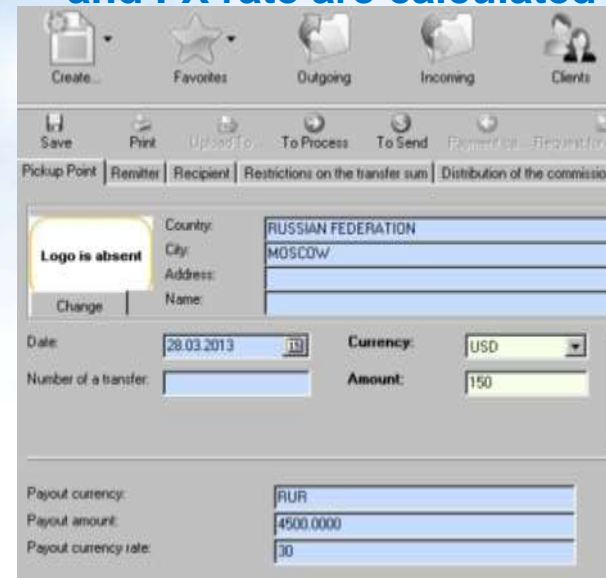 and FX rate are calculated
Create... Favorites Outgoing Incoming Clients
Save Print Upload To... To Process To Send
Pickup Point Remitter Recipient Restrictions on the transfer sum Distribution of the commissio
Logo is absent
Change
Country: RUSSIAN FEDERATION
City: MOSCOW
Address:
Name:
Date: 28.03.2013 15 Currency: USD
Number of a transfer: Amount: 150
Payout currency: RUR
Payout amount: 4500.0000
Payout currency rate: 30